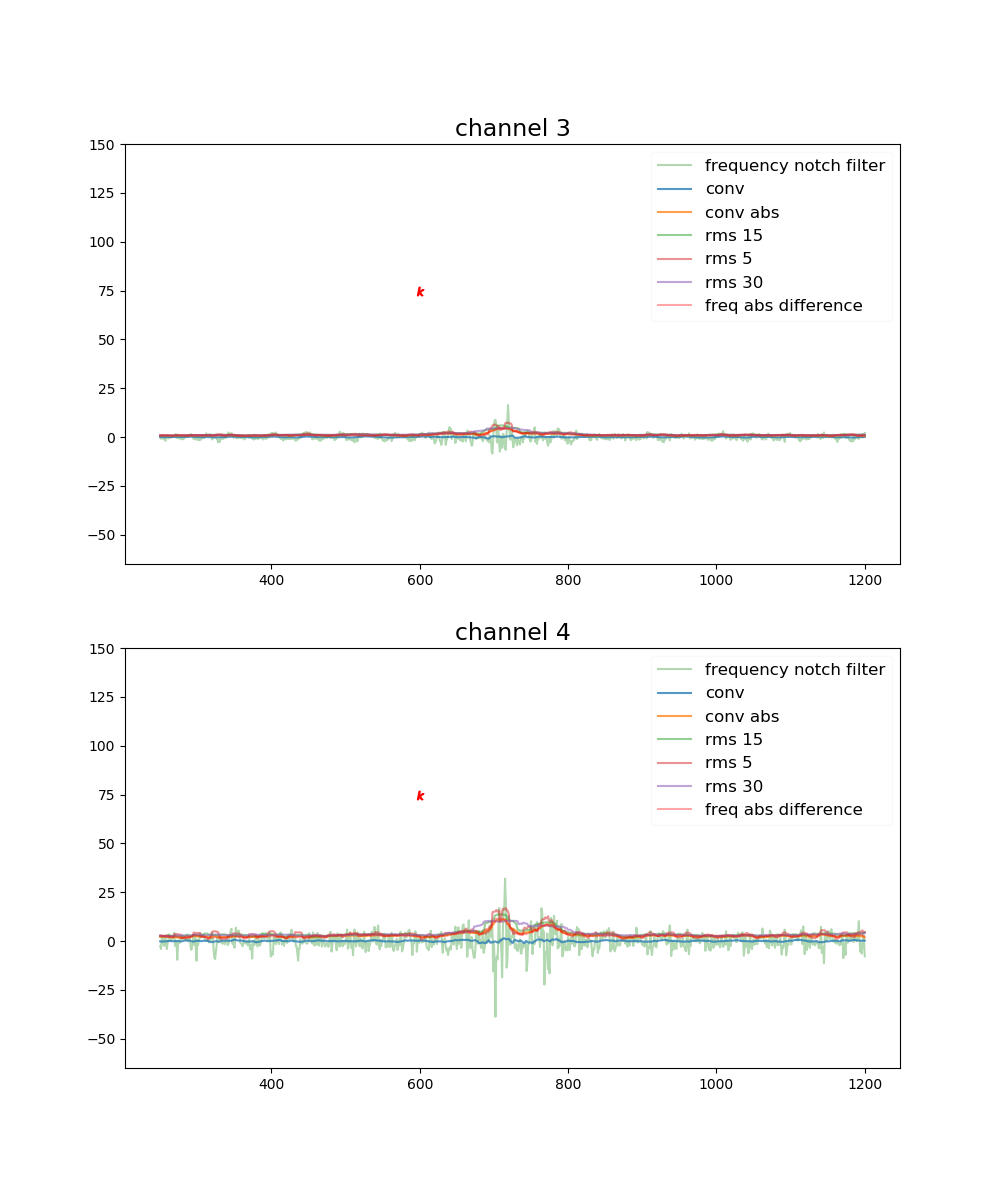 channel 3
150
125
100
75
50
25
0
−25
−50
frequency notch filter
conv
conv abs
rms 15
rms 5
rms 30
freq abs difference
k
400 600 800 1000 1200
channel 4
150
125
100
75
50
25
0
−25
−50
frequency notch filter
conv
conv abs
rms 15
rms 5
rms 30
freq abs difference
k
400 600 800 1000 1200